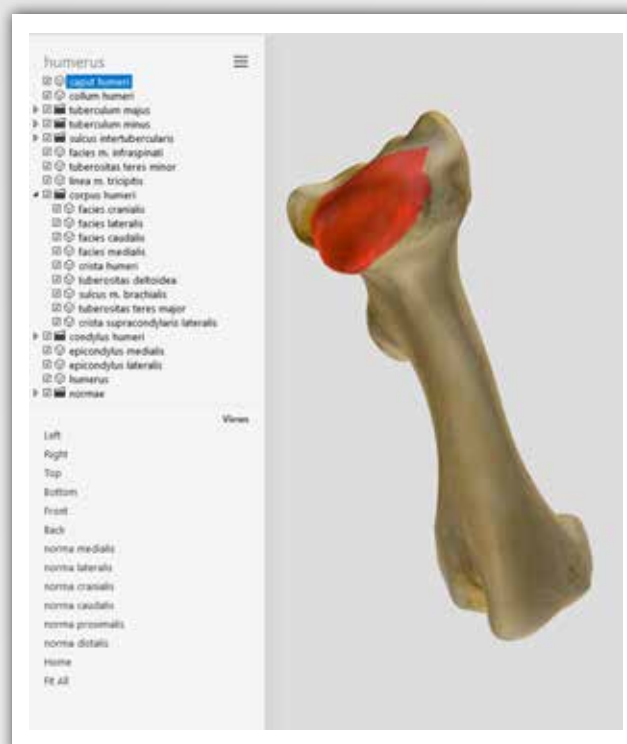 humerus
caput humeri
collum humeri
tuberculum majus
tuberculum minus
sulcus intertubercularis
facies m. infraspinati
tuberositas teres minor
linea m. tricipitis
corpus humeri
facies cranialis
facies lateralis
facies caudalis
facies medialis
crista humeri
tuberositas deltoidea
sulcus m. brachialis
tuberositas teres major
crista supracondylaris lateralis
condylus humeri
epicondylus medialis
epicondylus lateralis
humerus
normae
Views
Left
Right
Top
Bottom
Front
Back
norma medialis
norma lateralis
norma cranialis
norma caudalis
norma proximalis
norma distalis
Home
Fit All